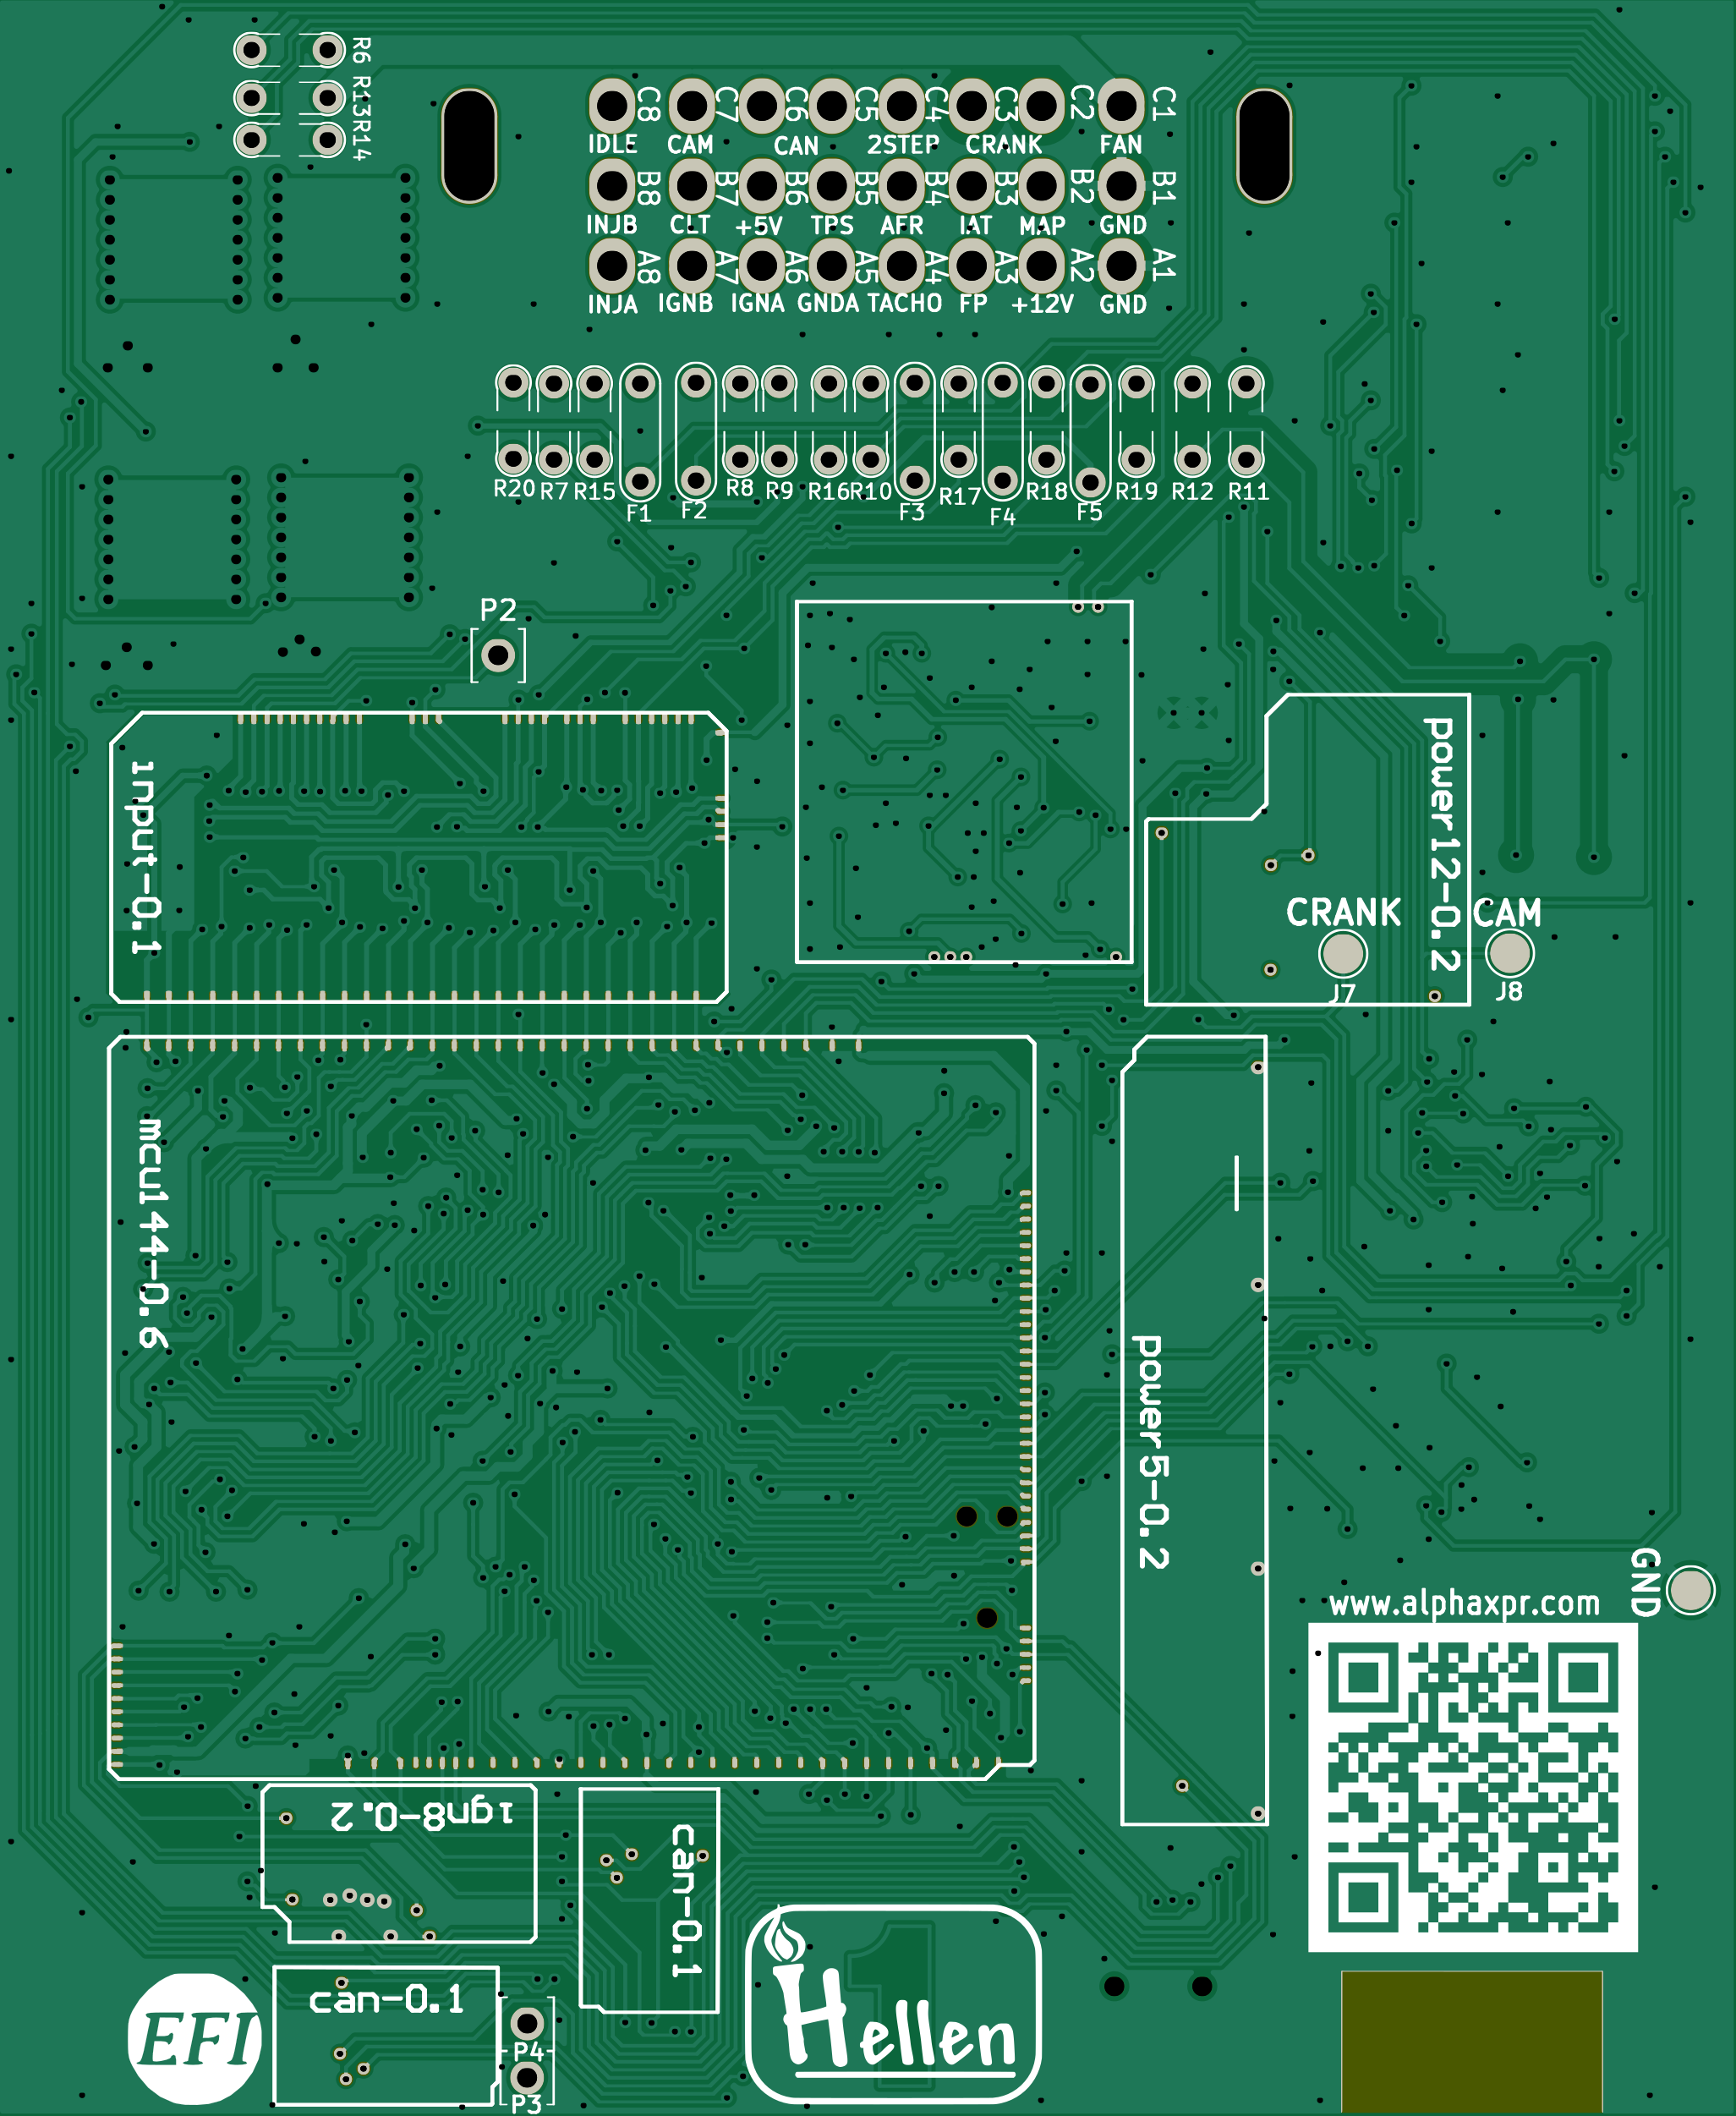 R6
R13
R14
C8 C7 C6 C5 C4 C3 C2 C1
IDLE CAM CAN 2STEP CRANK FAN
B8 B7 B6 B5 B4 B3 B2 B1
INJB CLT +5V TPS AFR IAT MAP GND
A8 A7 A6 A5 A4 A3 A2 A1
INJA IGNB IGNA GNDA TACHO FP +12V GND
R20 R7 R15 F1 F2 R8 R9 R16 R10 F3 R17 F4 R18 F5 R19 R12 R11
P2
input-0.1
power12-0.2
CRANK CAM
J7 J8
mcu144-0.6
power5-0.2
GND
www.alphaxpr.com
ign8-0.2
can-0.1
can-0.1
EFI
P4
P3
1
Hellen